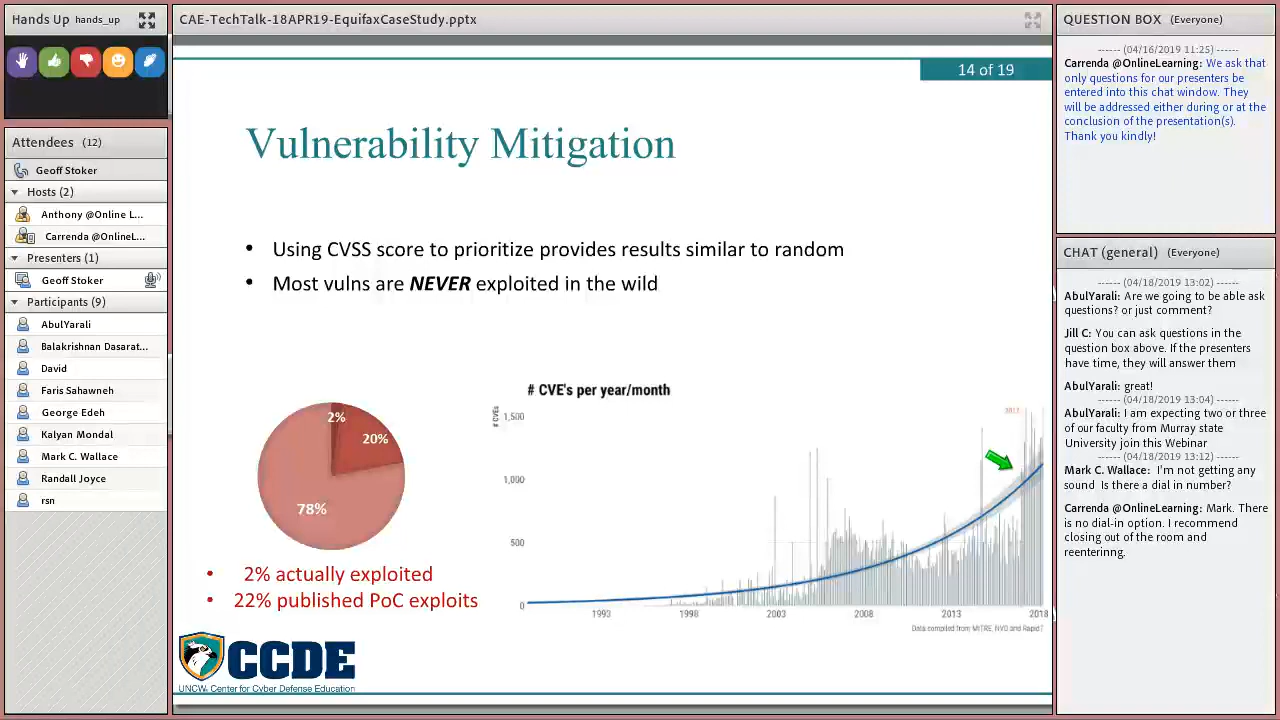 Hands Up hands_up
Attendees (12)
Geoff Stoker
Hosts (2)
Anthony @Online L...
Carrenda @OnlineL...
Presenters (1)
Geoff Stoker
Participants (9)
AbulYarali
Balakrishnan Dasarat...
David
Faris Sahawneh
George Edeh
Kalyan Mondal
Mark C. Wallace
Randall Joyce
rsn
CAE-TechTalk-18APR19-EquifaxCaseStudy.pptx
14 of 19
Vulnerability Mitigation
• Using CVSS score to prioritize provides results similar to random
• Most vulns are NEVER exploited in the wild
2%
20%
78%
• 2% actually exploited
• 22% published PoC exploits
# CVE's per year/month
# CVEs
1,500
1,000
500
0
1993 1998 2003 2008 2013 2018
2017
Data compiled from MITRE, NVD and Rapid7
CCDE
UNCW Center for Cyber Defense Education
QUESTION BOX (Everyone)
------ (04/16/2019 11:25) ------
Carrenda @OnlineLearning: We ask that
only questions for our presenters be
entered into this chat window. They
will be addressed either during or at the
conclusion of the presentation(s).
Thank you kindly!
CHAT (general) (Everyone)
------ (04/18/2019 13:02) ------
AbulYarali: Are we going to be able ask
questions? or just comment?
Jill C: You can ask questions in the
question box above. If the presenters
have time, they will answer them
AbulYarali: great!
------ (04/18/2019 13:04) ------
AbulYarali: I am expecting two or three
of our faculty from Murray state
University join this Webinar
------ (04/18/2019 13:12) ------
Mark C. Wallace: I'm not getting any
sound Is there a dial in number?
Carrenda @OnlineLearning: Mark. There
is no dial-in option. I recommend
closing out of the room and
reenterinng.